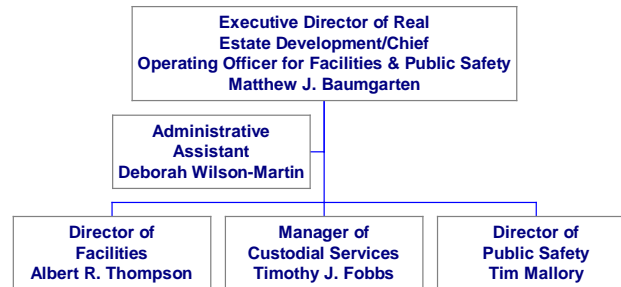 Executive Director of Real
Estate Development/Chief
Operating Officer for Facilities & Public Safety
Matthew J. Baumgarten
Administrative
Assistant
Deborah Wilson-Martin
Director of
Facilities
Albert R. Thompson
Manager of
Custodial Services
Timothy J. Fobbs
Director of
Public Safety
Tim Mallory